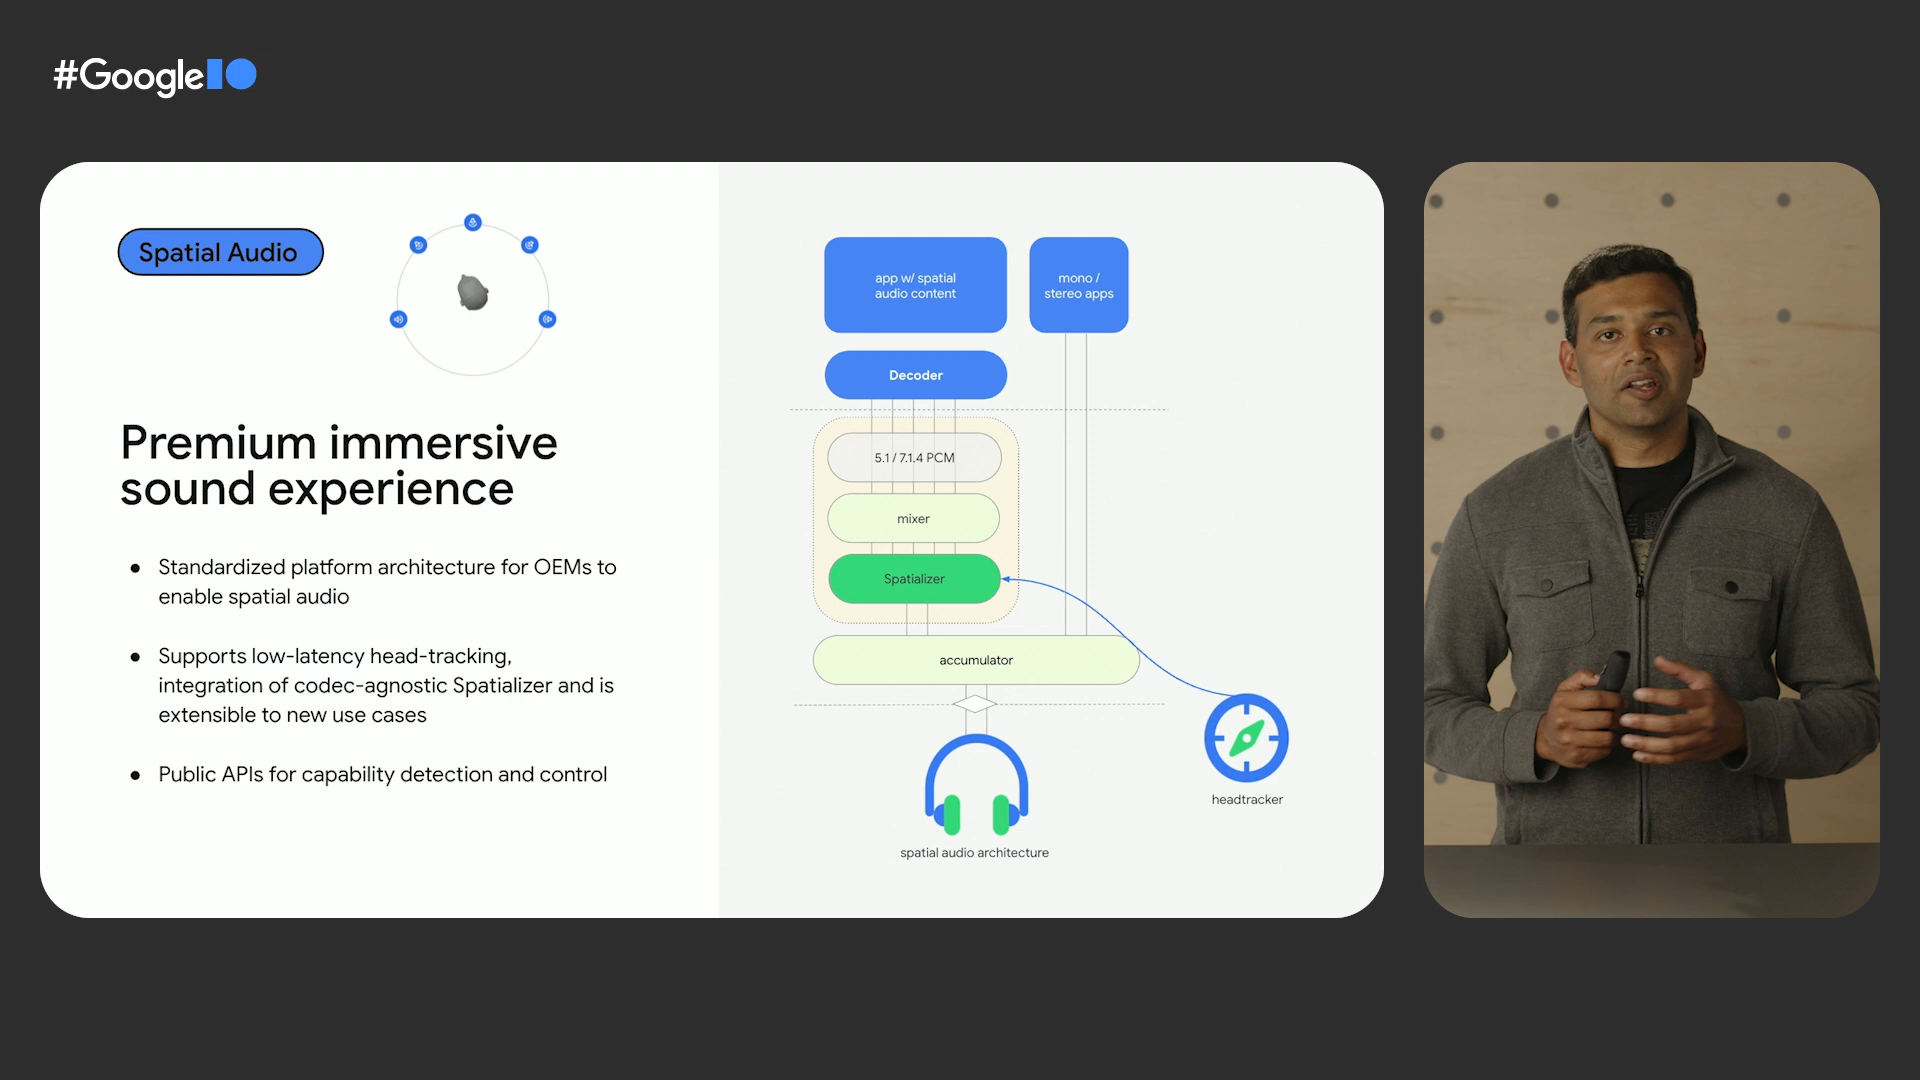 #GoogleIO
Spatial Audio
Premium immersive
sound experience
● Standardized platform architecture for OEMs to
enable spatial audio
● Supports low-latency head-tracking,
integration of codec-agnostic Spatializer and is
extensible to new use cases
● Public APIs for capability detection and control
app w/ spatial
audio content
mono /
stereo apps
Decoder
5.1 / 7.1.4 PCM
mixer
Spatializer
accumulator
headtracker
spatial audio architecture